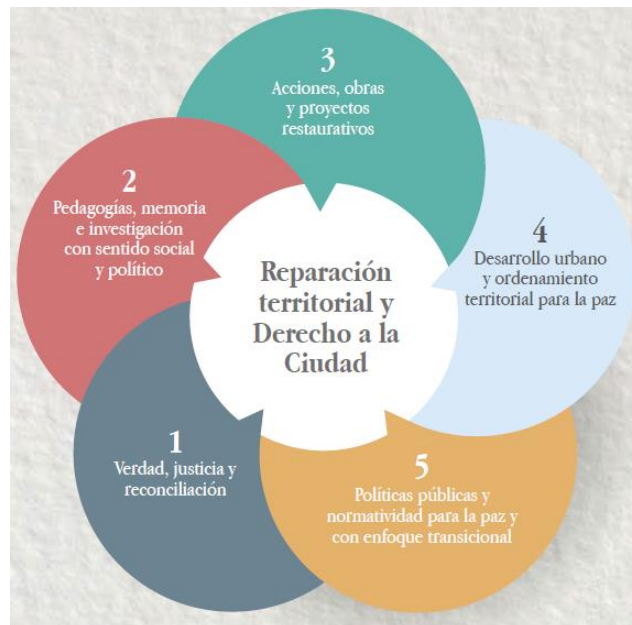 Reparación
territorial y
Derecho a la
Ciudad
1
Verdad, justicia y
reconciliación
2
Pedagogías, memoria
e investigación
con sentido social
y político
3
Acciones, obras
y proyectos
restaurativos
4
Desarrollo urbano
y ordenamiento
territorial para la paz
5
Políticas públicas y
normatividad para la paz y
con enfoque transicional